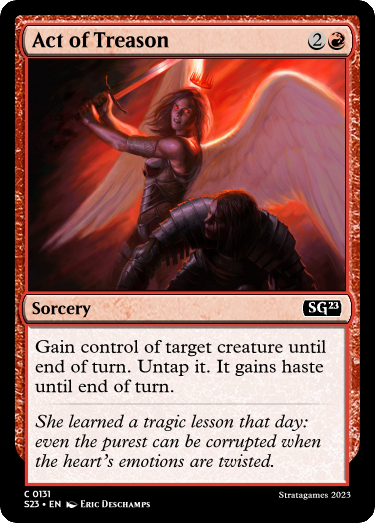 Act of Treason 2
Sorcery SG23
Gain control of target creature until
end of turn. Untap it. It gains haste
until end of turn.
She learned a tragic lesson that day:
even the purest can be corrupted when
the heart's emotions are twisted.
C 0131 Stratagames 2023
S23 • EN Eric Deschamps